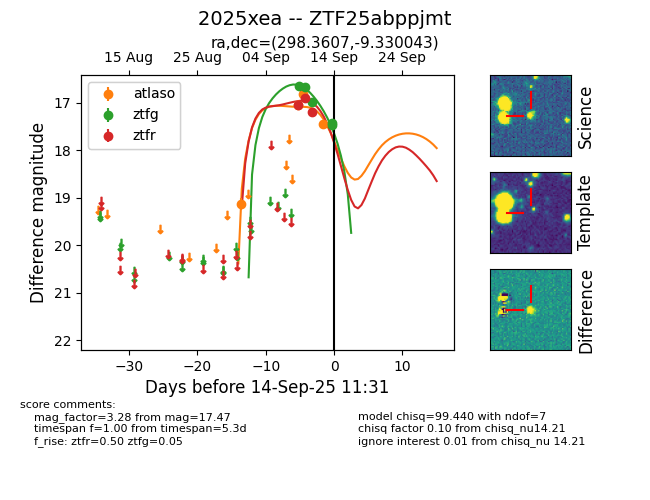 2025xea -- ZTF25abppjmt
ra,dec=(298.3607,-9.330043)
15 Aug 25 Aug 04 Sep 14 Sep 24 Sep
atlaso
ztfg
ztfr
17
18
19
20
21
22
Difference magnitude
−30 −20 −10 0 10
Days before 14-Sep-25 11:31
Science
Template
Difference
score comments:
mag_factor=3.28 from mag=17.47
timespan f=1.00 from timespan=5.3d
f_rise: ztfr=0.50 ztfg=0.05
model chisq=99.440 with ndof=7
chisq factor 0.10 from chisq_nu14.21
ignore interest 0.01 from chisq_nu 14.21